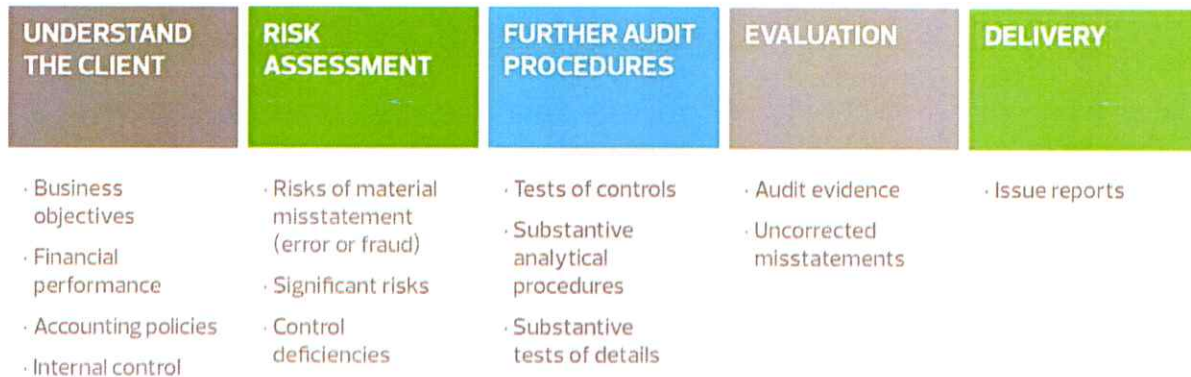 UNDERSTAND
THE CLIENT
· Business
objectives
· Financial
performance
· Accounting policies
· Internal control
RISK
ASSESSMENT
· Risks of material
misstatement
(error or fraud)
· Significant risks
· Control
deficiencies
FURTHER AUDIT
PROCEDURES
· Tests of controls
· Substantive
analytical
procedures
· Substantive
tests of details
EVALUATION
· Audit evidence
· Uncorrected
misstatements
DELIVERY
· Issue reports